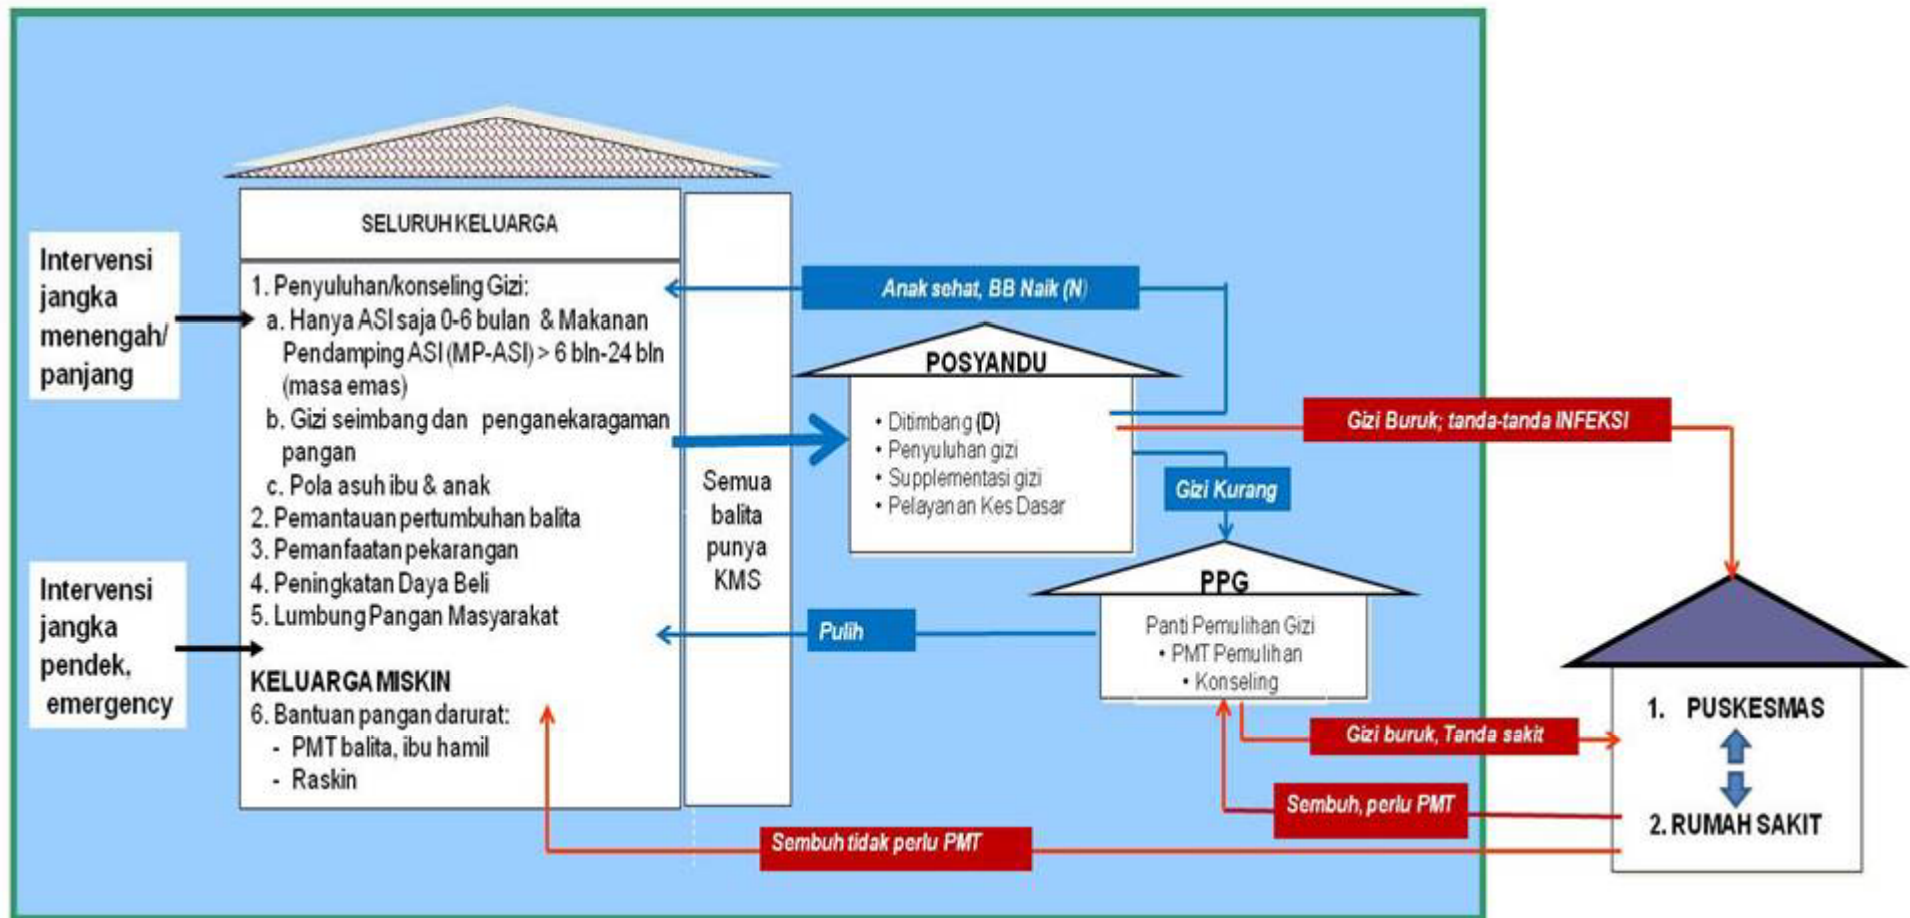 Intervensi
jangka
menengah/
panjang
Intervensi
jangka
pendek,
emergency
SELURUH KELUARGA
1. Penyuluhan/konseling Gizi:
a. Hanya ASI saja 0-6 bulan & Makanan
Pendamping ASI (MP-ASI) > 6 bln-24 bln
(masa emas)
b. Gizi seimbang dan penganekaragaman
pangan
c. Pola asuh ibu & anak
2. Pemantauan pertumbuhan balita
3. Pemanfaatan pekarangan
4. Peningkatan Daya Beli
5. Lumbung Pangan Masyarakat
KELUARGA MISKIN
6. Bantuan pangan darurat:
- PMT balita, ibu hamil
- Raskin
Semua
balita
punya
KMS
Anak sehat, BB Naik (N)
POSYANDU
• Ditimbang (D)
• Penyuluhan gizi
• Supplementasi gizi
• Pelayanan Kes Dasar
Gizi Buruk; tanda-tanda INFEKSI
Gizi Kurang
PPG
Panti Pemulihan Gizi
• PMT Pemulihan
• Konseling
Pulih
Gizi buruk, Tanda sakit
Sembuh, perlu PMT
Sembuh tidak perlu PMT
1. PUSKESMAS
2. RUMAH SAKIT